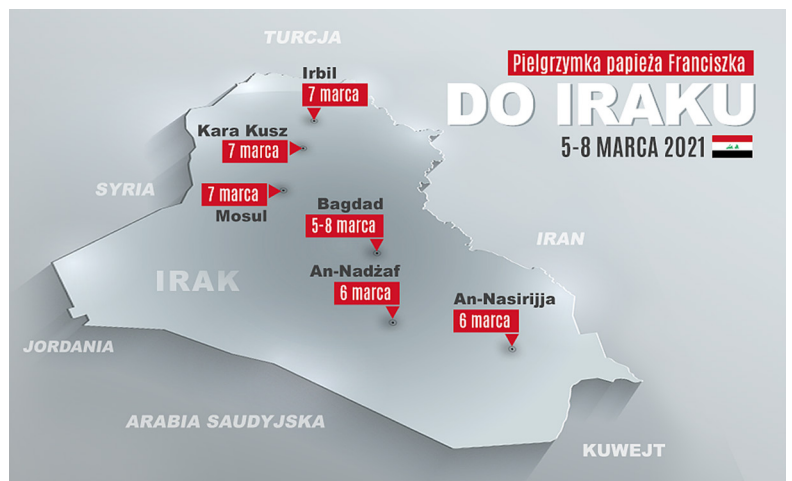 TURCJA
Pielgrzymka papieża Franciszka
DO IRAKU
5-8 MARCA 2021
Irbil
7 marca
Kara Kusz
7 marca
SYRIA
7 marca
Mosul
Bagdad
5-8 marca
IRAN
IRAK
An-Nadżaf
6 marca
An-Nasirijja
6 marca
JORDANIA
ARABIA SAUDYJSKA
KUWEJT